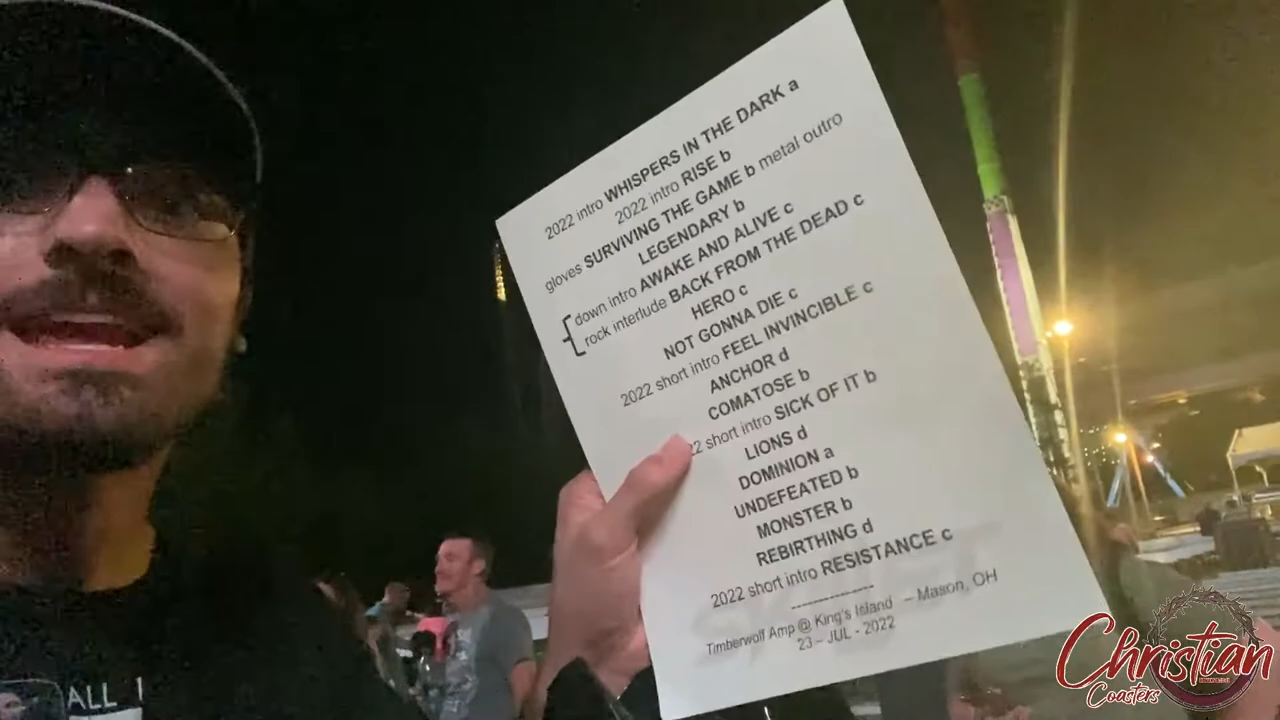 2022 intro WHISPERS IN THE DARK a
2022 intro RISE b
gloves SURVIVING THE GAME b metal outro
LEGENDARY b
down intro AWAKE AND ALIVE c
rock interlude BACK FROM THE DEAD c
HERO c
NOT GONNA DIE c
2022 short intro FEEL INVINCIBLE c
ANCHOR d
COMATOSE b
22 short intro SICK OF IT b
LIONS d
DOMINION a
UNDEFEATED b
MONSTER b
REBIRTHING d
2022 short intro RESISTANCE c
--------------
Timberwolf Amp @ King's Island – Mason, OH
23 – JUL - 2022
ALL I
Christian
Coasters